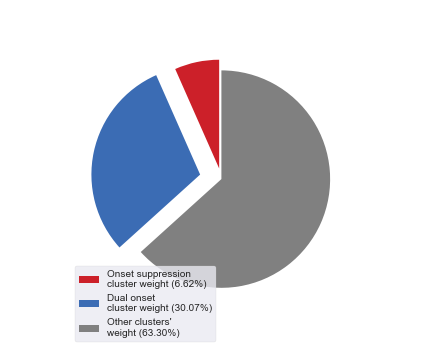 Onset suppression
cluster weight (6.62%)
Dual onset
cluster weight (30.07%)
Other clusters'
weight (63.30%)